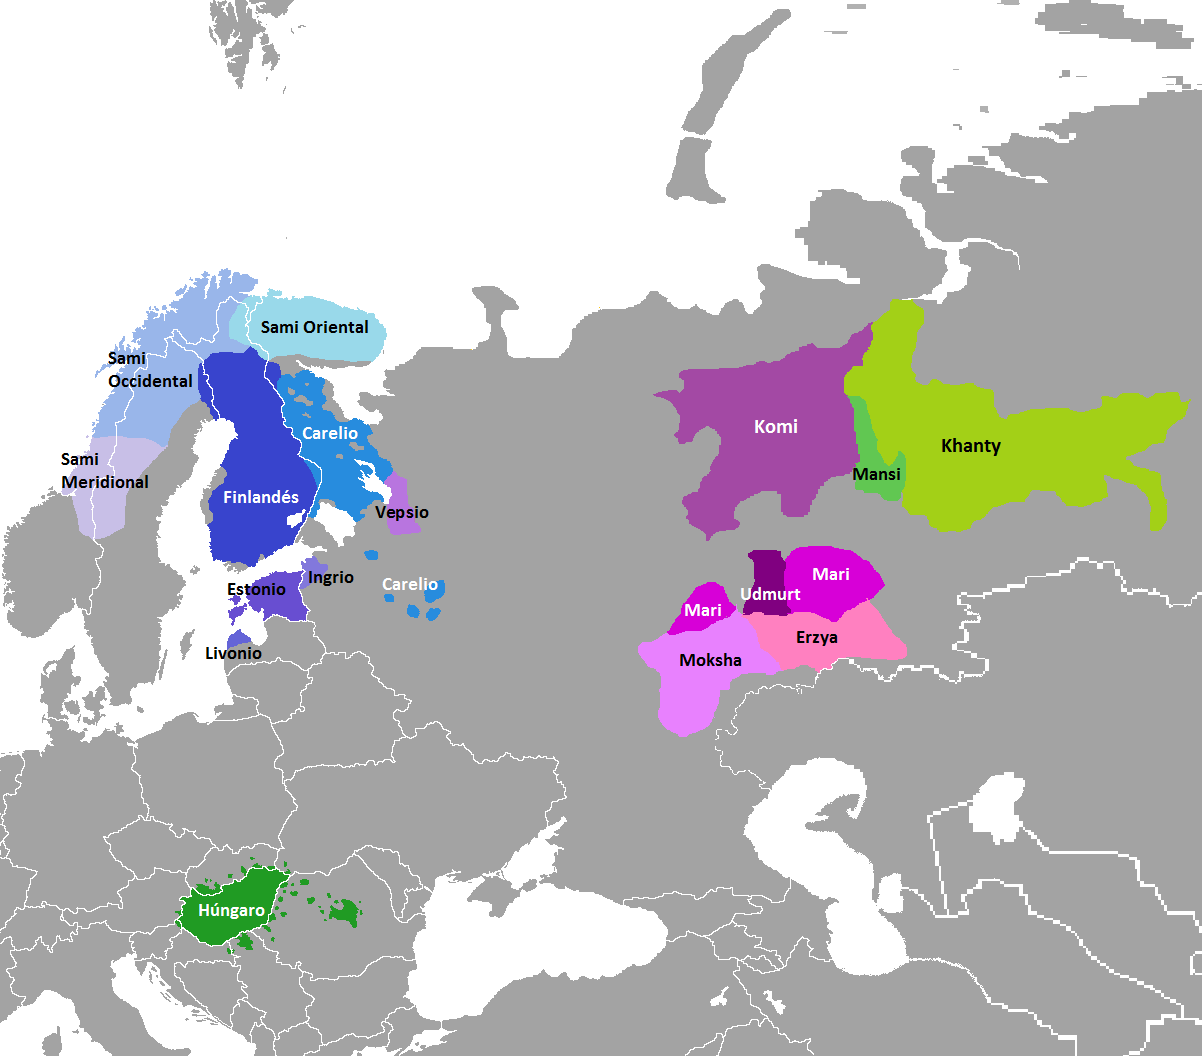 Sami Oriental
Sami
Occidental
Komi
Carelio
Khanty
Sami
Meridional
Mansi
Finlandés
Vepsio
Ingrio
Mari
Carelio
Estonio
Udmurt
Mari
Erzya
Livonio
Moksha
Húngaro